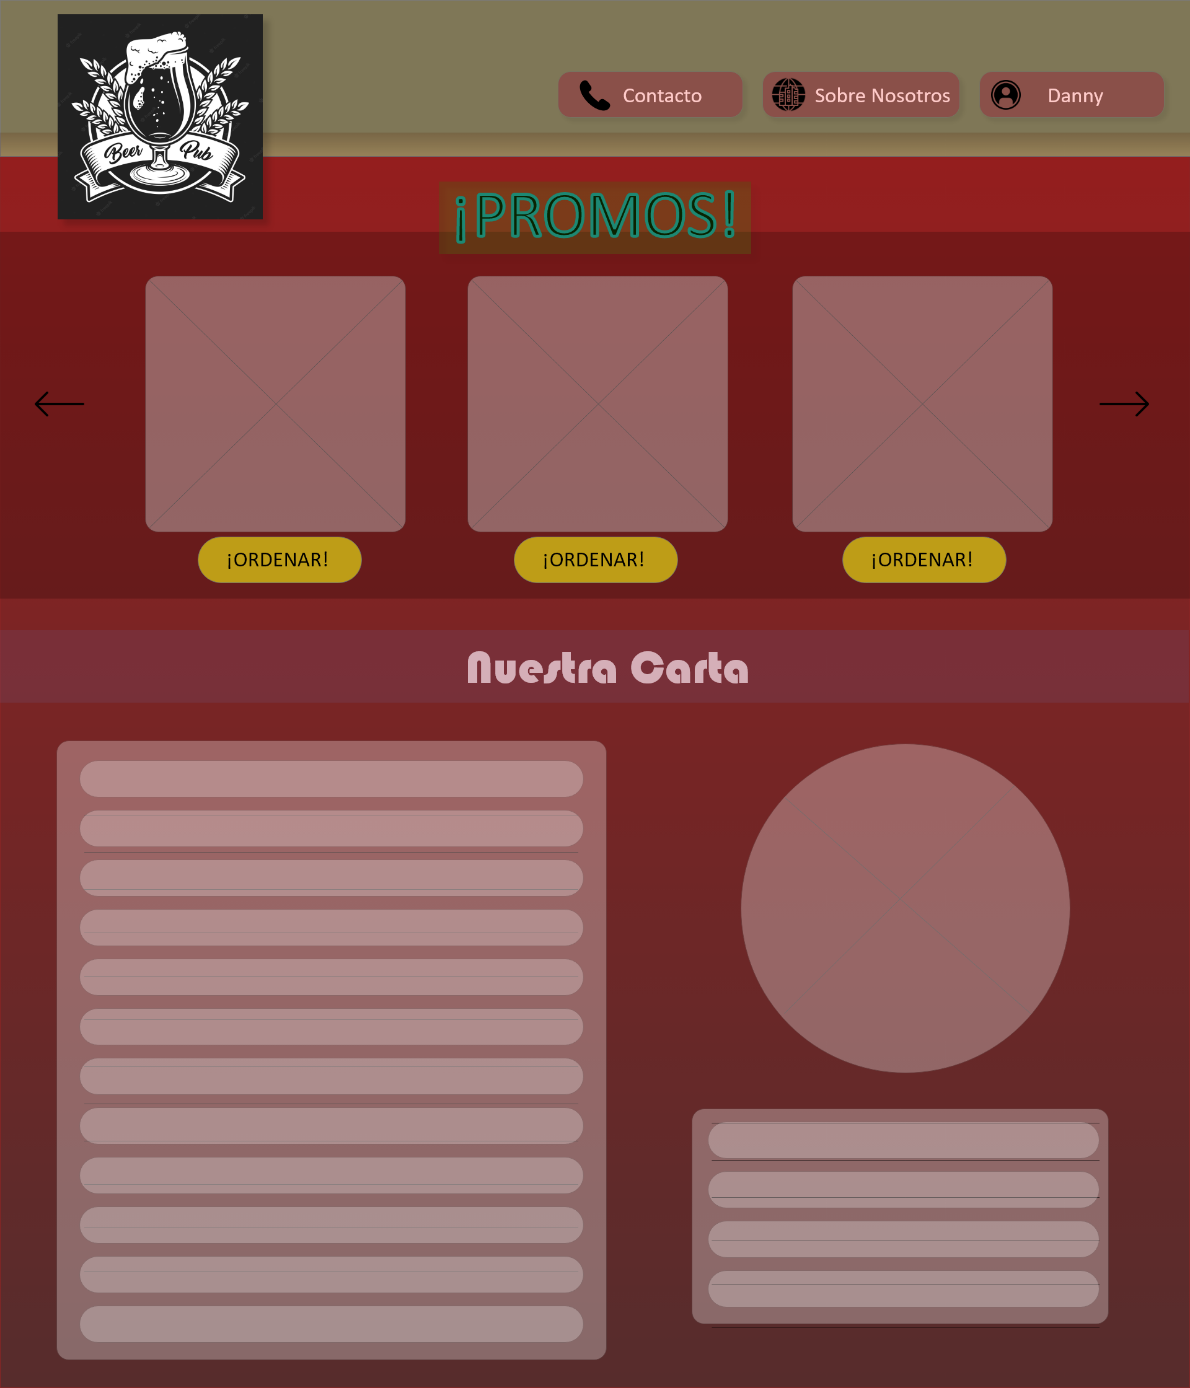 Beer Pub
Contacto
Sobre Nosotros
Danny
¡PROMOS!
¡ORDENAR!
¡ORDENAR!
¡ORDENAR!
Nuestra Carta